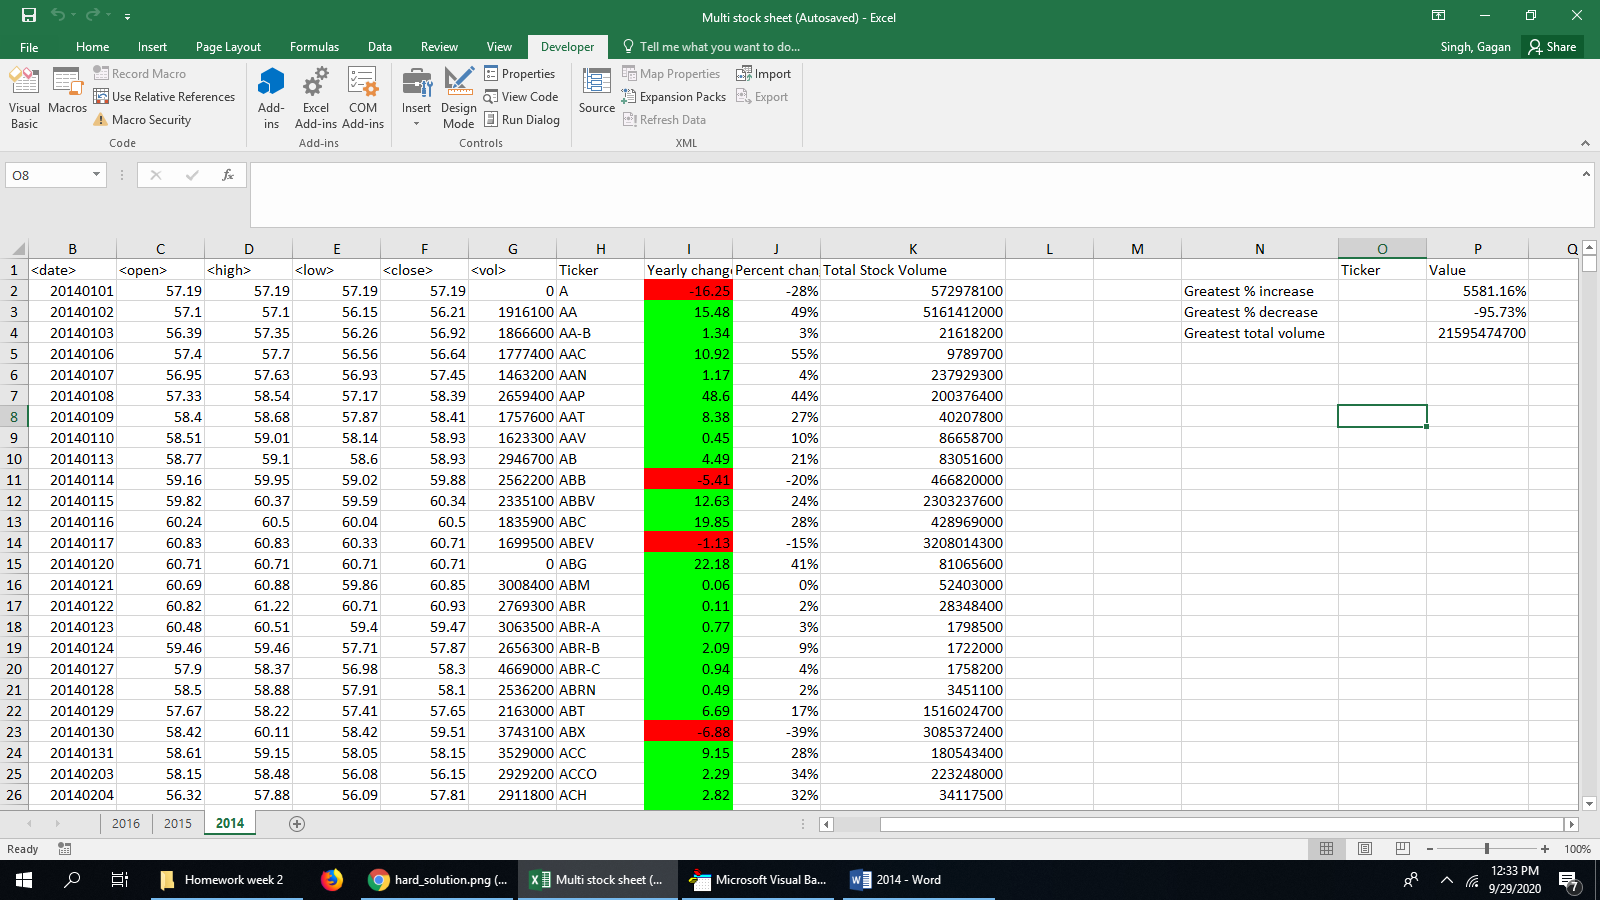 Multi stock sheet (Autosaved) - Excel
File Home Insert Page Layout Formulas Data Review View Developer Tell me what you want to do... Singh, Gagan Share
Visual Basic
Macros
Record Macro
Use Relative References
Macro Security
Code
Add-ins
Excel Add-ins
COM Add-ins
Add-ins
Insert
Design Mode
Properties
View Code
Run Dialog
Controls
Source
Map Properties
Expansion Packs
Refresh Data
Import
Export
XML
O8 fx
B C D E F G H I J K L M N O P Q
1 <date> <open> <high> <low> <close> <vol> Ticker Yearly chang Percent chan Total Stock Volume Ticker Value
2 20140101 57.19 57.19 57.19 57.19 0 A -16.25 -28% 572978100 Greatest % increase 5581.16%
3 20140102 57.1 57.1 56.15 56.21 1916100 AA 15.48 49% 5161412000 Greatest % decrease -95.73%
4 20140103 56.39 57.35 56.26 56.92 1866600 AA-B 1.34 3% 21618200 Greatest total volume 21595474700
5 20140106 57.4 57.7 56.56 56.64 1777400 AAC 10.92 55% 9789700
6 20140107 56.95 57.63 56.93 57.45 1463200 AAN 1.17 4% 237929300
7 20140108 57.33 58.54 57.17 58.39 2659400 AAP 48.6 44% 200376400
8 20140109 58.4 58.68 57.87 58.41 1757600 AAT 8.38 27% 40207800
9 20140110 58.51 59.01 58.14 58.93 1623300 AAV 0.45 10% 86658700
10 20140113 58.77 59.1 58.6 58.93 2946700 AB 4.49 21% 83051600
11 20140114 59.16 59.95 59.02 59.88 2562200 ABB -5.41 -20% 466820000
12 20140115 59.82 60.37 59.59 60.34 2335100 ABBV 12.63 24% 2303237600
13 20140116 60.24 60.5 60.04 60.5 1835900 ABC 19.85 28% 428969000
14 20140117 60.83 60.83 60.33 60.71 1699500 ABEV -1.13 -15% 3208014300
15 20140120 60.71 60.71 60.71 60.71 0 ABG 22.18 41% 81065600
16 20140121 60.69 60.88 59.86 60.85 3008400 ABM 0.06 0% 52403000
17 20140122 60.82 61.22 60.71 60.93 2769300 ABR 0.11 2% 28348400
18 20140123 60.48 60.51 59.4 59.47 3063500 ABR-A 0.77 3% 1798500
19 20140124 59.46 59.46 57.71 57.87 2656300 ABR-B 2.09 9% 1722000
20 20140127 57.9 58.37 56.98 58.3 4669000 ABR-C 0.94 4% 1758200
21 20140128 58.5 58.88 57.91 58.1 2536200 ABRN 0.49 2% 3451100
22 20140129 57.67 58.22 57.41 57.65 2163000 ABT 6.69 17% 1516024700
23 20140130 58.42 60.11 58.42 59.51 3743100 ABX -6.88 -39% 3085372400
24 20140131 58.61 59.15 58.05 58.15 3529000 ACC 9.15 28% 180543400
25 20140203 58.15 58.48 56.08 56.15 2929200 ACCO 2.29 34% 223248000
26 20140204 56.32 57.88 56.09 57.81 2911800 ACH 2.82 32% 34117500
2016 2015 2014
Ready 100%
Homework week 2 hard_solution.png (... Multi stock sheet (... Microsoft Visual Ba... 2014 - Word
12:33 PM
9/29/2020
7